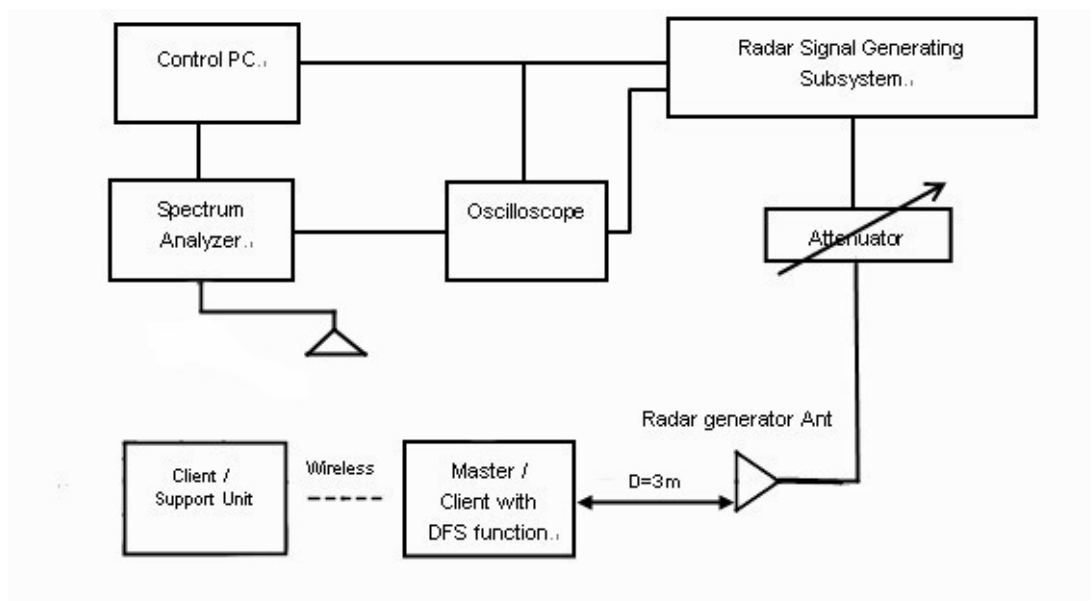 Control PC
Radar Signal Generating
Subsystem
Spectrum
Analyzer
Oscilloscope
Attenuator
Radar generator Ant
Client /
Support Unit
Wireless
Master /
Client with
DFS function
D=3m